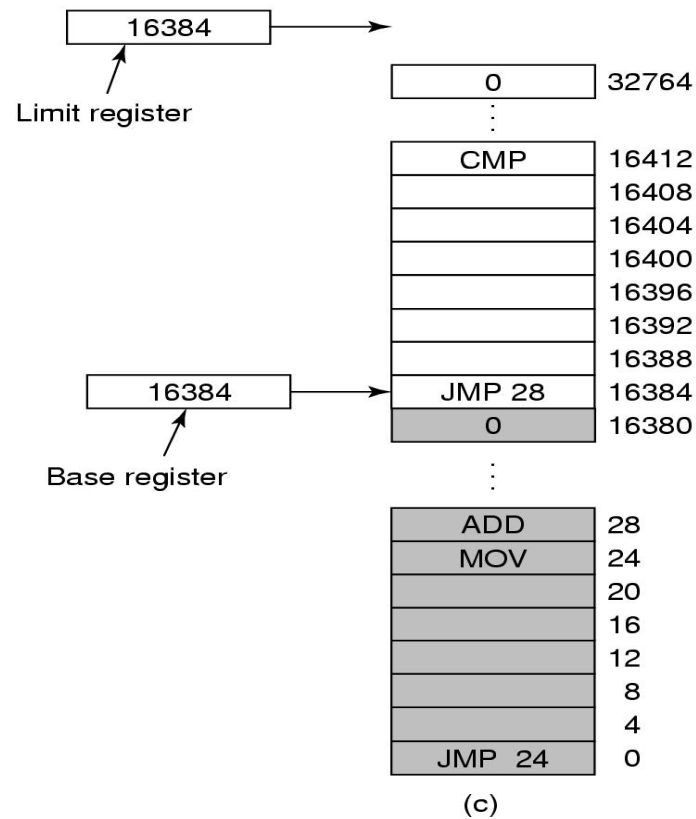 16384
Limit register
0 32764
CMP 16412
16408
16404
16400
16396
16392
16388
16384 JMP 28 16384
0 16380
Base register
ADD 28
MOV 24
20
16
12
8
4
JMP 24 0
(c)